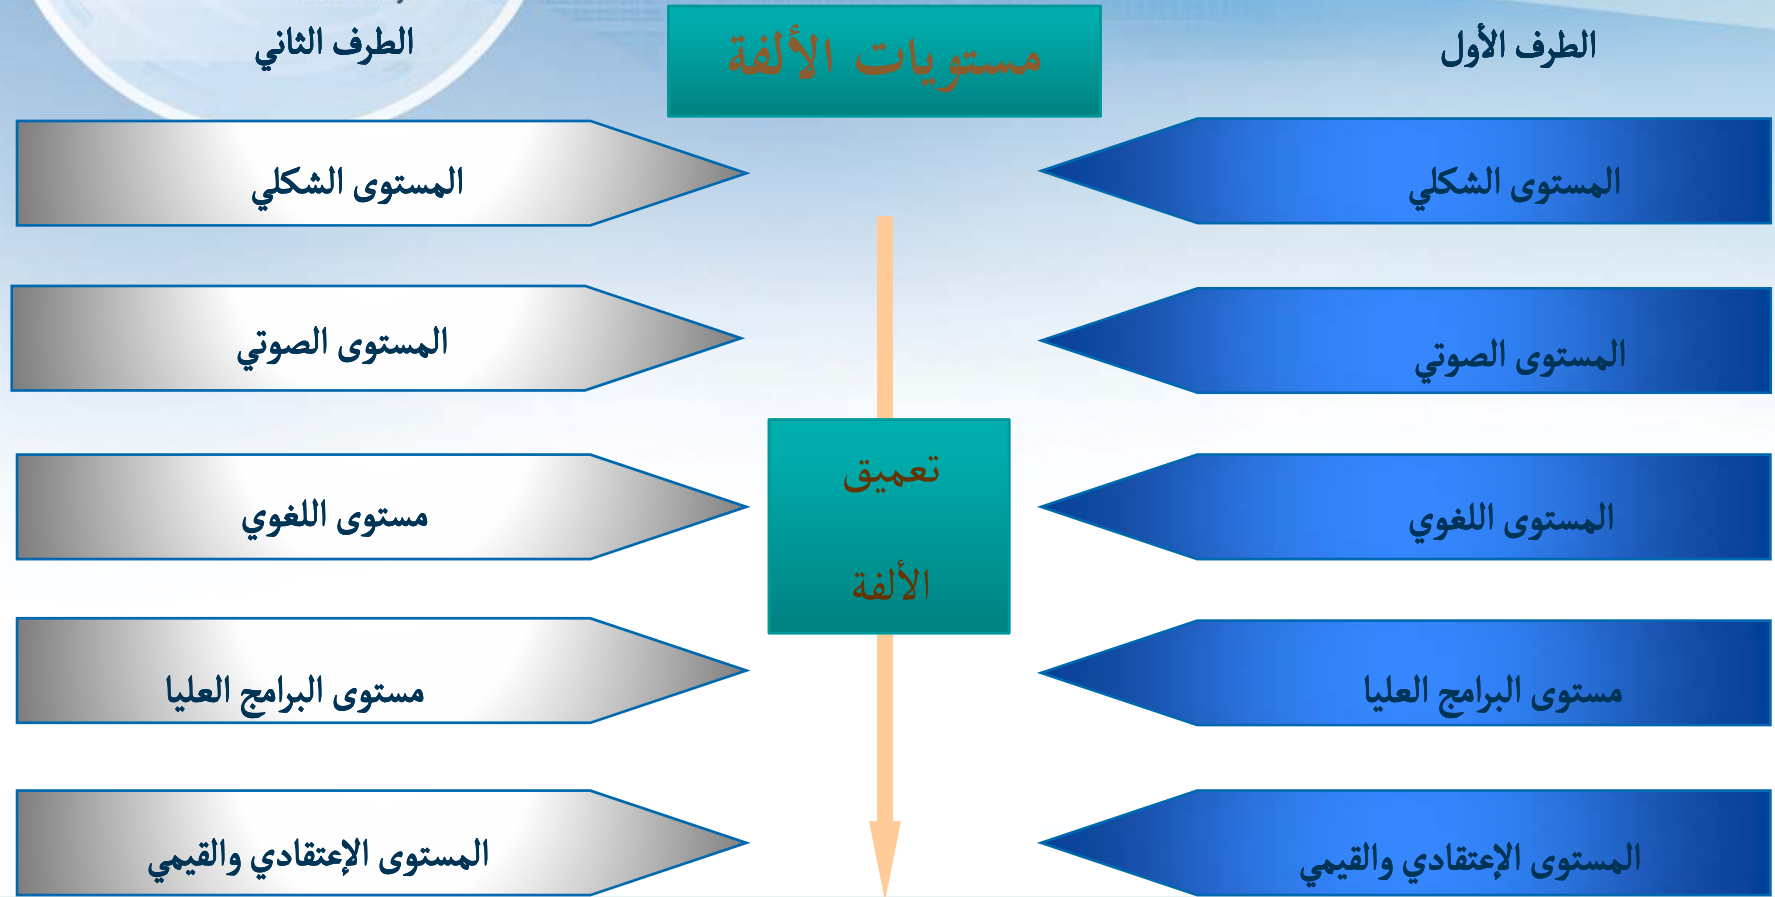 مستويات الألفة
الطرف الأول
الطرف الثاني
المستوى الشكلي
المستوى الشكلي
المستوى الصوتي
المستوى الصوتي
المستوى اللغوي
تعميق
الألفة
مستوى اللغوي
مستوى البرامج العليا
مستوى البرامج العليا
المستوى الإعتقادي والقيمي
المستوى الإعتقادي والقيمي